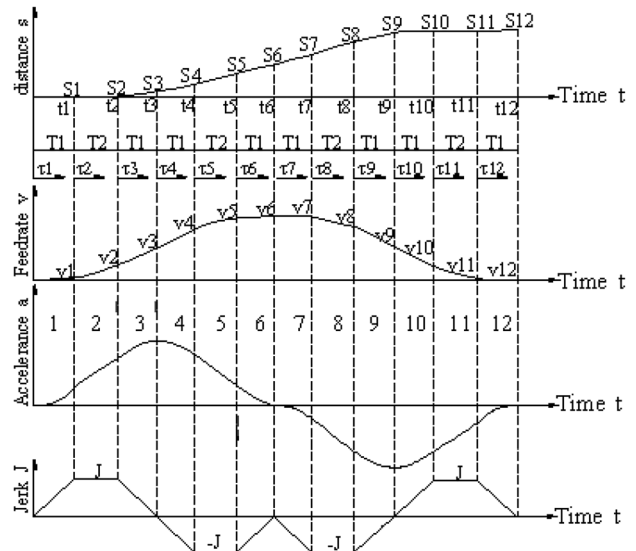 distance s
S1 S2 S3 S4 S5 S6 S7 S8 S9 S10 S11 S12
t1 t2 t3 t4 t5 t6 t7 t8 t9 t10 t11 t12
Time t
T1 T2 T1 T1 T2 T1 T1 T2 T1 T1 T2 T1
τ1 τ2 τ3 τ4 τ5 τ6 τ7 τ8 τ9 τ10 τ11 τ12
Feedrate v
v1 v2 v3 v4 v5 v6 v7 v8 v9 v10 v11 v12
Time t
Accelerance a
1 2 3 4 5 6 7 8 9 10 11 12
Time t
Jerk J
J J
Time t
-J -J